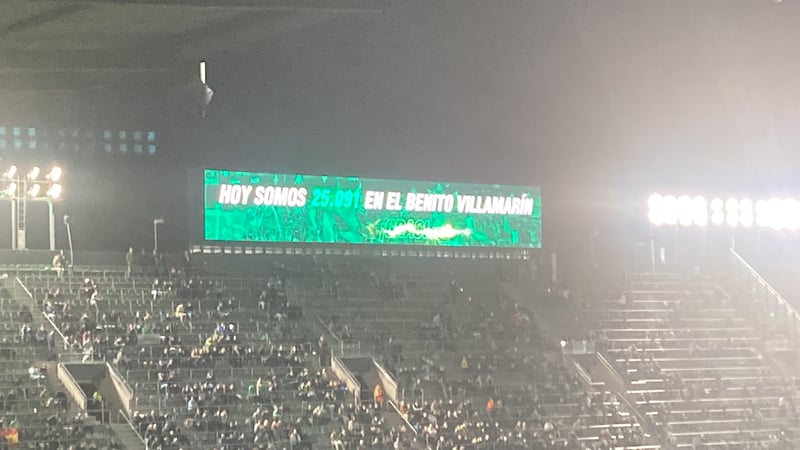 HOY SOMOS 25.091 EN EL BENITO VILLAMARÍN